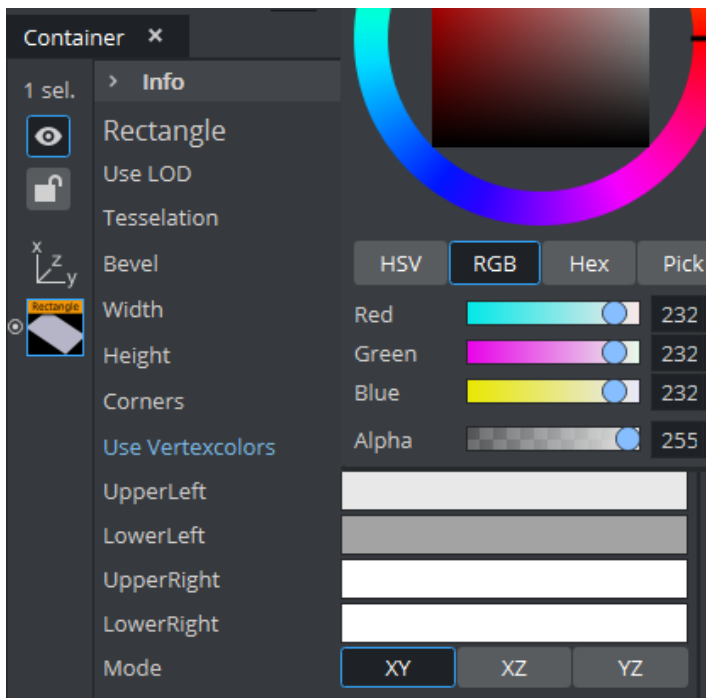 Container ×
1 sel.
> Info
Rectangle
Use LOD
Tesselation
Bevel
Width
Height
Corners
Use Vertexcolors
UpperLeft
LowerLeft
UpperRight
LowerRight
Mode
x
z
y
Rectangle
HSV RGB Hex Pick
Red 232
Green 232
Blue 232
Alpha 255
XY XZ YZ